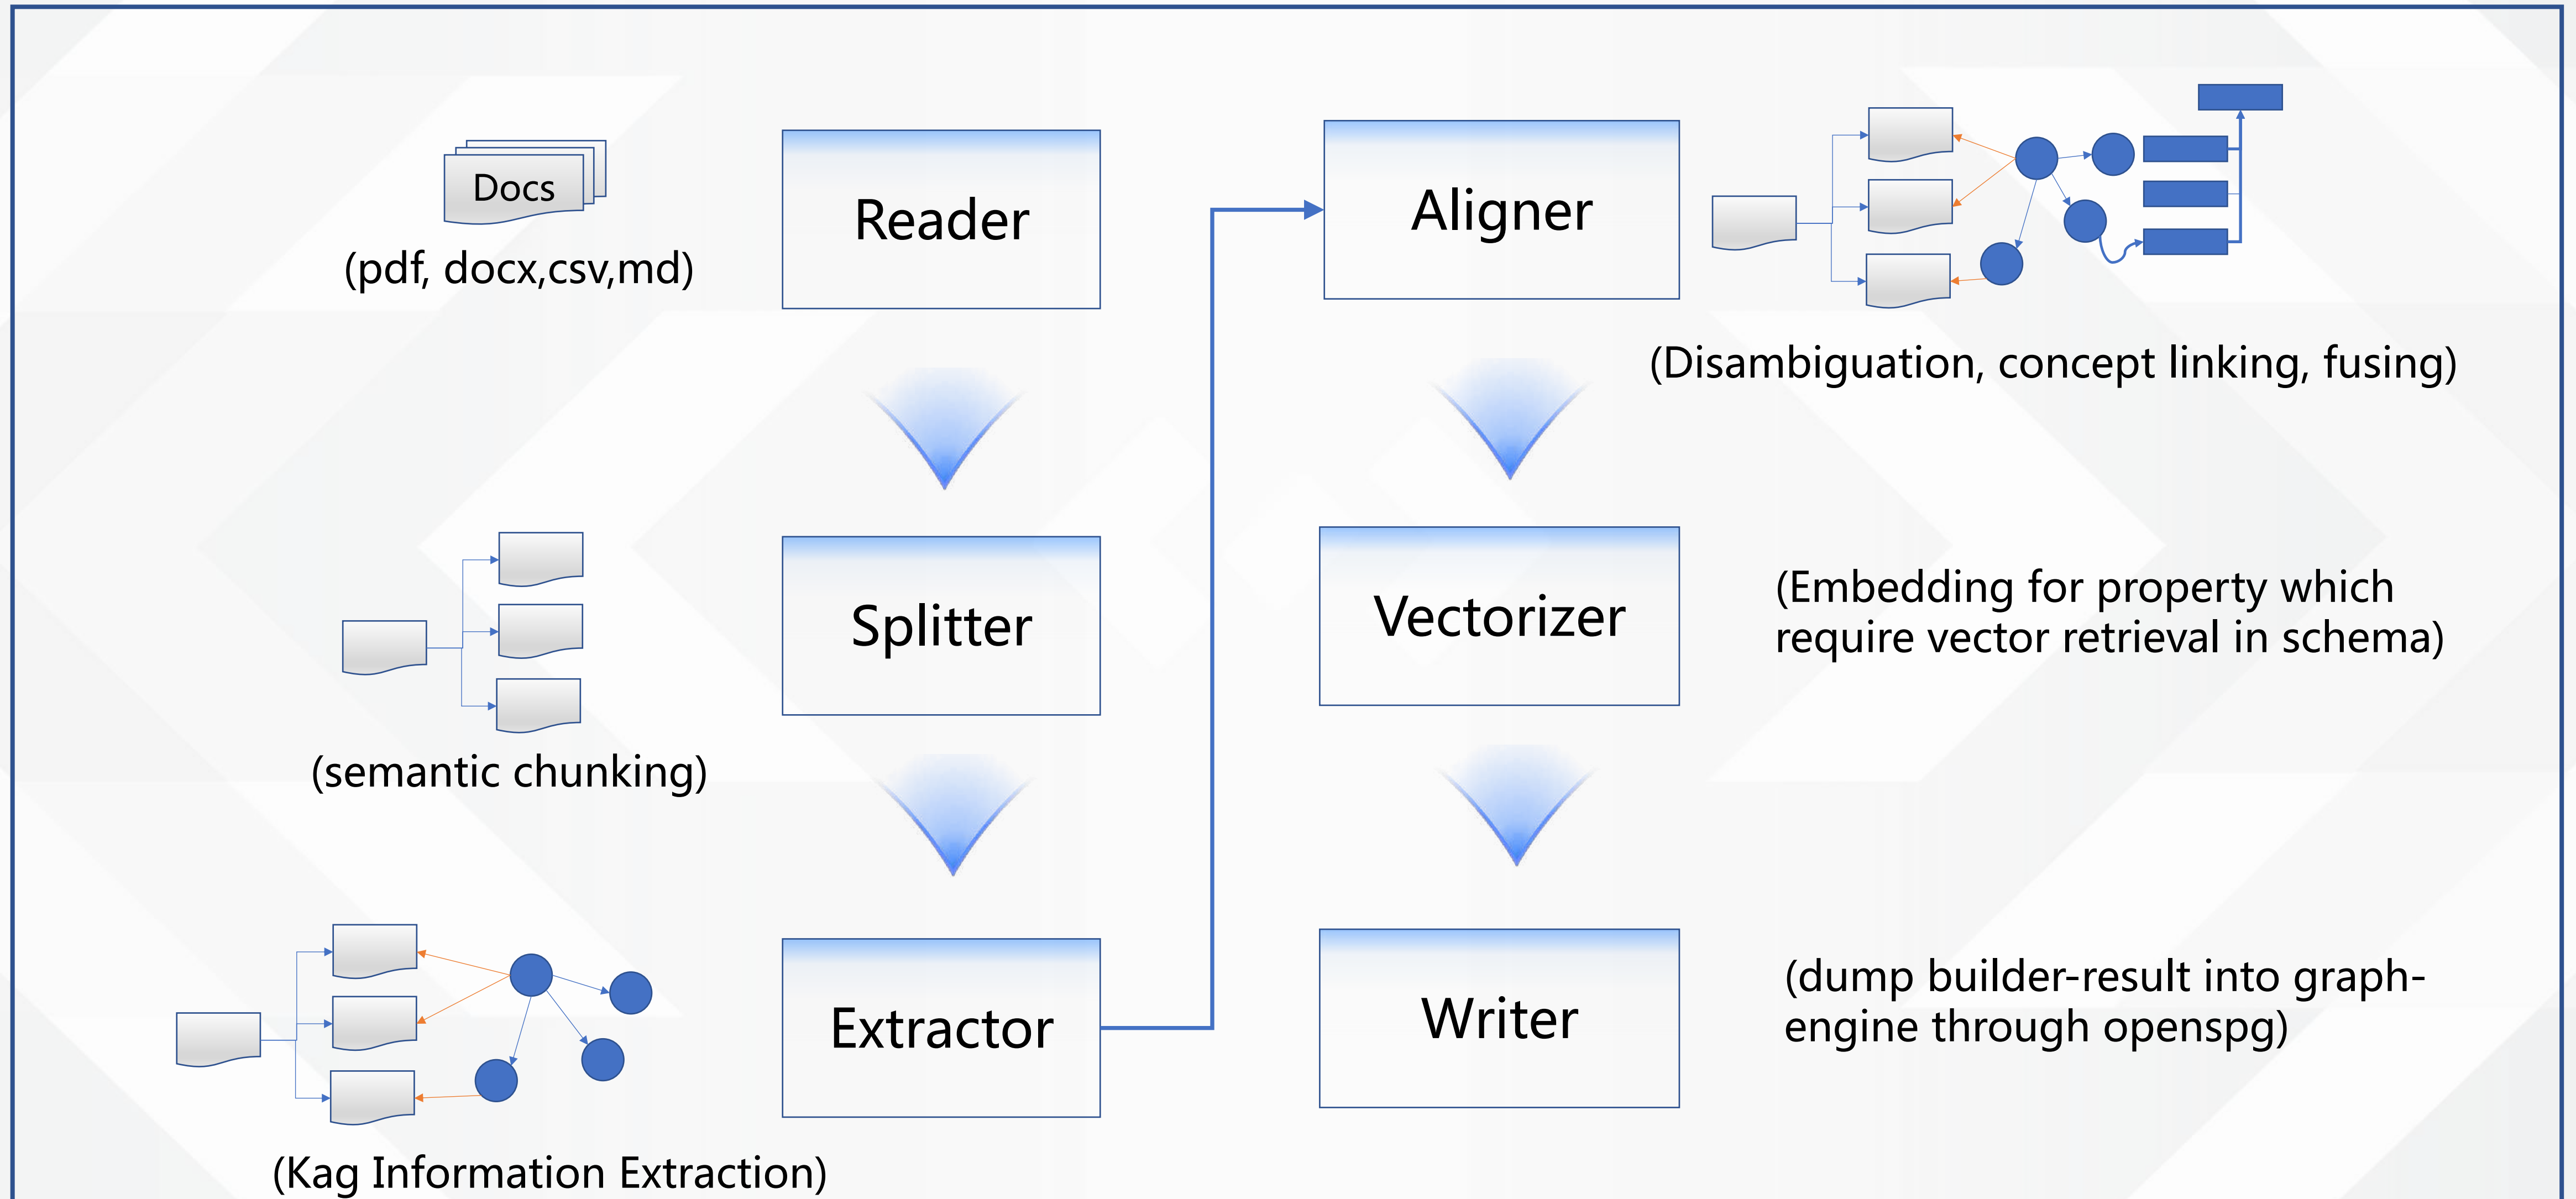 Docs
(pdf, docx,csv,md)
Reader
Splitter
(semantic chunking)
Extractor
(Kag Information Extraction)
Aligner
(Disambiguation, concept linking, fusing)
Vectorizer
(Embedding for property which
require vector retrieval in schema)
Writer
(dump builder-result into graph-
engine through openspg)